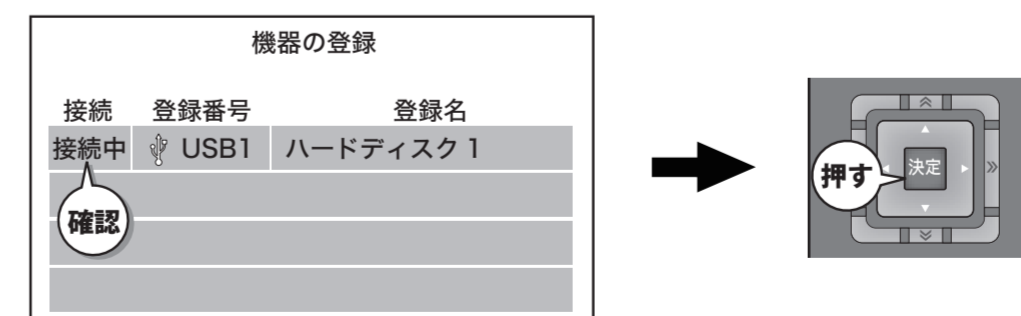 機器の登録
接続 登録番号 登録名
接続中 USB1 ハードディスク 1
確認
押す
決定